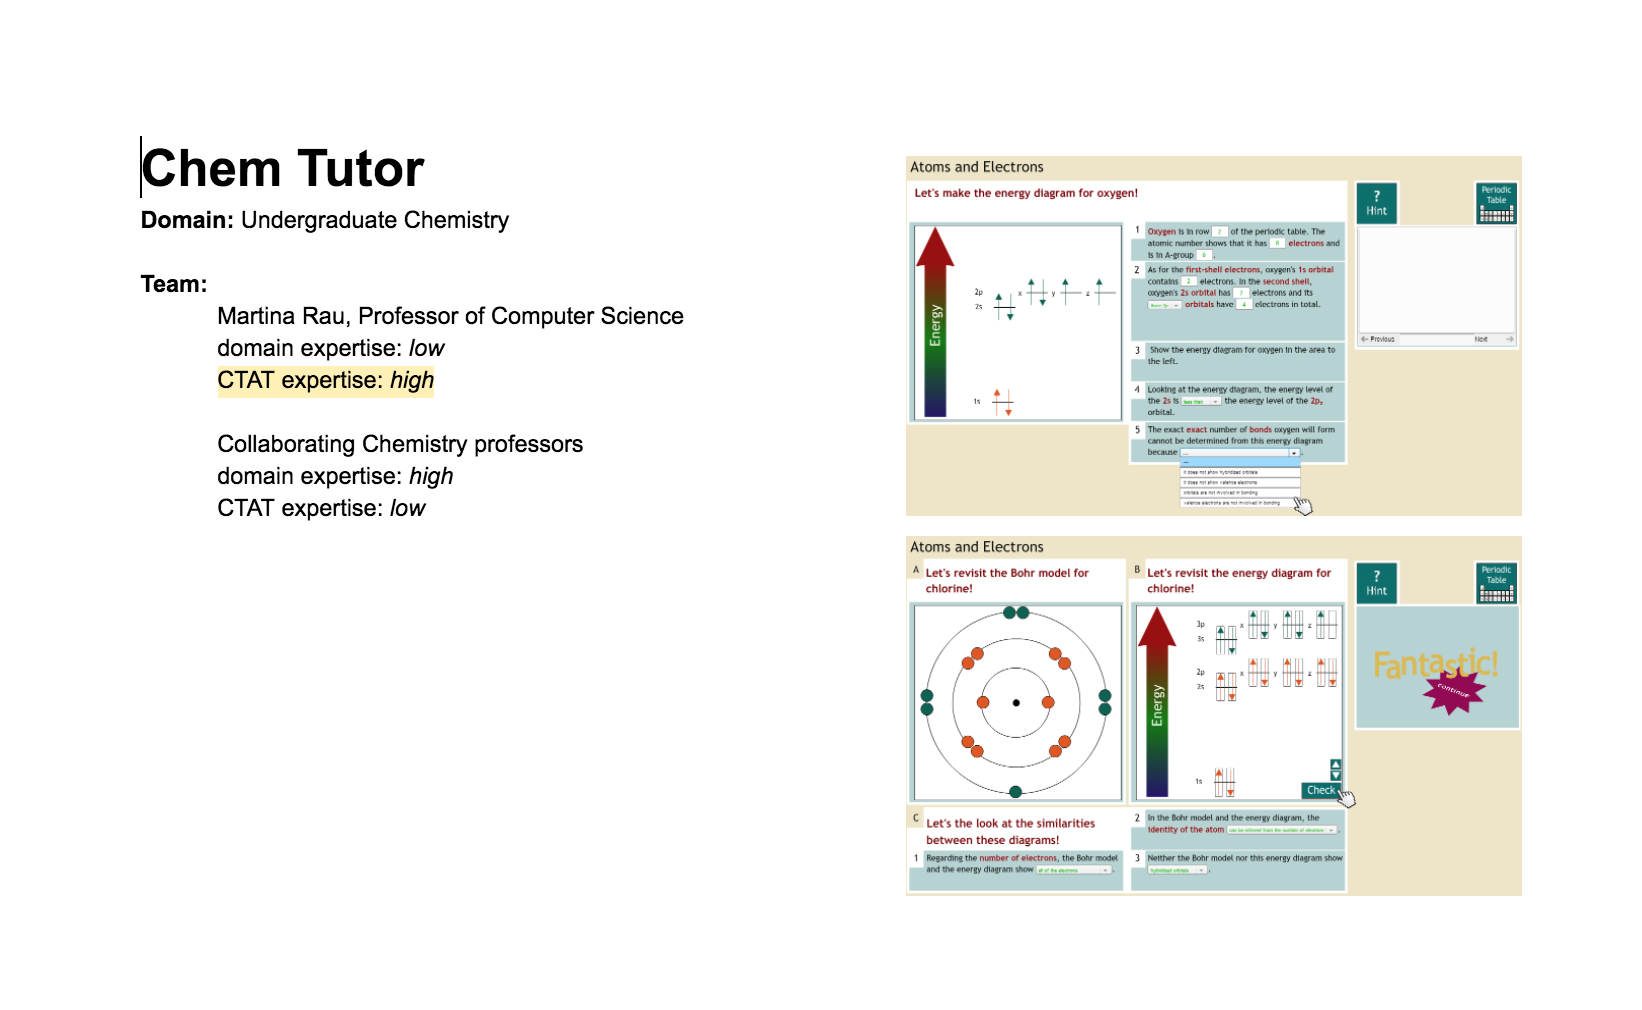 Chem Tutor
Domain: Undergraduate Chemistry
Team:
Martina Rau, Professor of Computer Science
domain expertise: low
CTAT expertise: high
Collaborating Chemistry professors
domain expertise: high
CTAT expertise: low
Atoms and Electrons
Let's make the energy diagram for oxygen!
Energy
2p
2s
x
y
z
1s
1 Oxygen is in row of the periodic table. The
atomic number shows that it has 8 electrons and
is in A-group 6 .
2 As for the first-shell electrons, oxygen's 1s orbital
contains 2 electrons. In the second shell,
oxygen's 2s orbital has electrons and its
orbitals have 4 electrons in total.
3 Show the energy diagram for oxygen in the area to
the left.
4 Looking at the energy diagram, the energy level of
the 2s is less than the energy level of the 2px
orbital.
5 The exact exact number of bonds oxygen will form
cannot be determined from this energy diagram
because ... .
--
it does not show hybridized orbitals
it does not show valence electrons
orbitals are not involved in bonding
valence electrons are not involved in bonding
?
Hint
Periodic
Table
Previous
Next
Atoms and Electrons
A Let's revisit the Bohr model for
chlorine!
B Let's revisit the energy diagram for
chlorine!
Energy
3p
3s
x
y
z
2p
2s
x
y
z
1s
Check
?
Hint
Periodic
Table
Fantastic!
continue
C Let's the look at the similarities
between these diagrams!
1 Regarding the number of electrons, the Bohr model
and the energy diagram show all of the electrons .
2 In the Bohr model and the energy diagram, the
identity of the atom can be inferred from the number of electrons .
3 Neither the Bohr model nor this energy diagram show
hybridized orbitals .